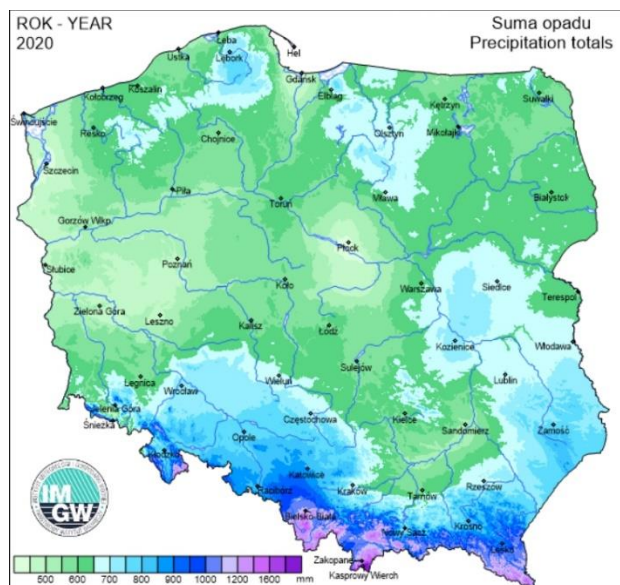 ROK - YEAR
2020
Suma opadu
Precipitation totals
Łeba
Hel
Ustka
Lębork
Gdańsk
Koszalin
Kołobrzeg
Elbląg
Kętrzyn
Suwałki
Świnoujście
Resko
Chojnice
Olsztyn
Mikołajki
Szczecin
Piła
Toruń
Mława
Białystok
Gorzów Wlkp.
Płock
Słubice
Poznań
Koło
Warszawa
Siedlce
Terespol
Zielona Góra
Leszno
Kalisz
Łódź
Kozienice
Włodawa
Sulejów
Legnica
Wrocław
Wieluń
Lublin
Jelenia Góra
Śnieżka
Częstochowa
Kielce
Sandomierz
Zamość
Opole
Kłodzko
Katowice
Racibórz
Kraków
Tarnów
Rzeszów
Bielsko-Biała
Nowy Sącz
Krosno
Lesko
Zakopane
Kasprowy Wierch
IM
GW
500 600 700 800 900 1000 1200 1600 mm